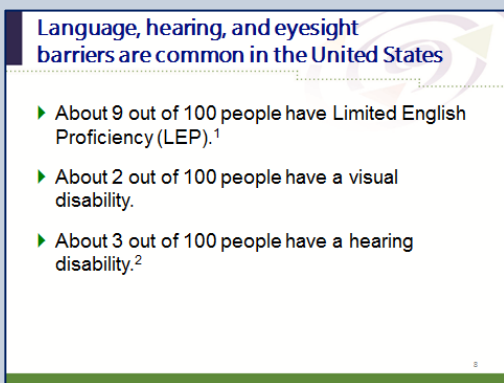 Language, hearing, and eyesight
barriers are common in the United States
About 9 out of 100 people have Limited English
Proficiency (LEP).¹
About 2 out of 100 people have a visual
disability.
About 3 out of 100 people have a hearing
disability.²
8